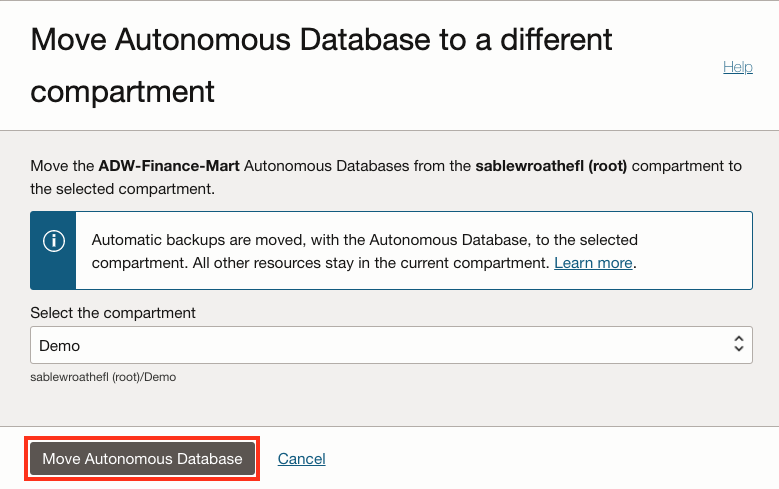 Move Autonomous Database to a different
Help
compartment
Move the ADW-Finance-Mart Autonomous Databases from the sablewroathefl (root) compartment to
the selected compartment.
Automatic backups are moved, with the Autonomous Database, to the selected
compartment. All other resources stay in the current compartment. Learn more.
Select the compartment
Demo
sablewroathefl (root)/Demo
Move Autonomous Database Cancel